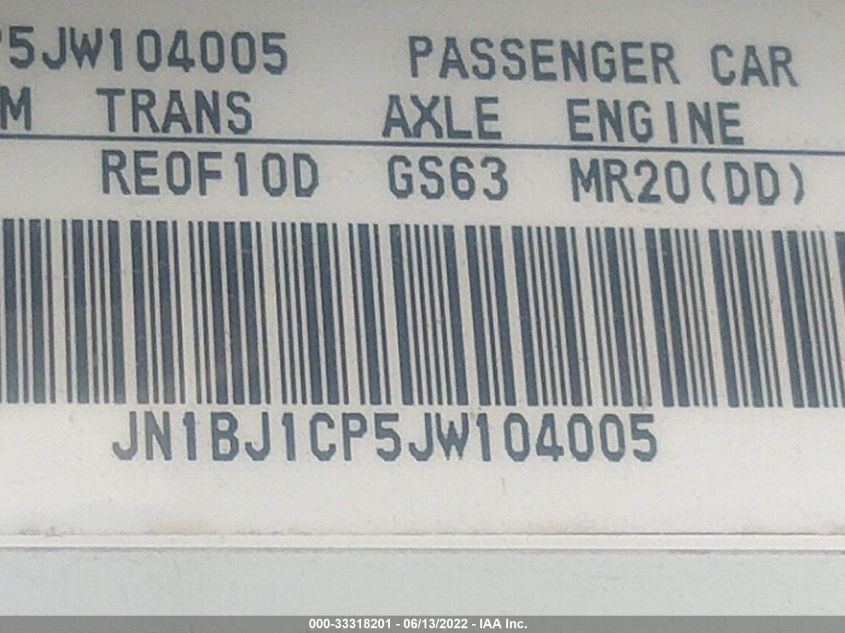 P5JW104005 PASSENGER CAR
M TRANS AXLE ENGINE
RE0F10D GS63 MR20(DD)
JN1BJ1CP5JW104005
000-33318201 - 06/13/2022 - IAA Inc.